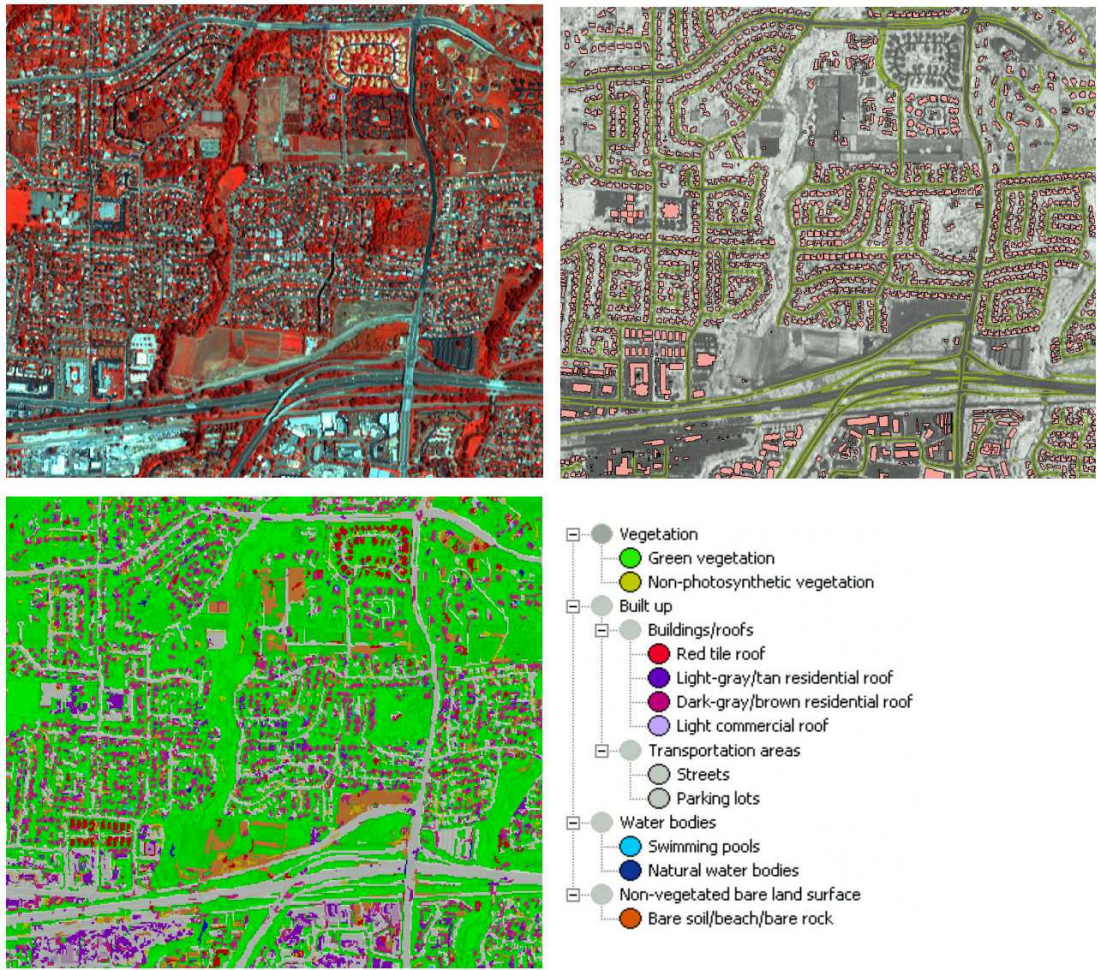 Vegetation
Green vegetation
Non-photosynthetic vegetation
Built up
Buildings/roofs
Red tile roof
Light-gray/tan residential roof
Dark-gray/brown residential roof
Light commercial roof
Transportation areas
Streets
Parking lots
Water bodies
Swimming pools
Natural water bodies
Non-vegetated bare land surface
Bare soil/beach/bare rock